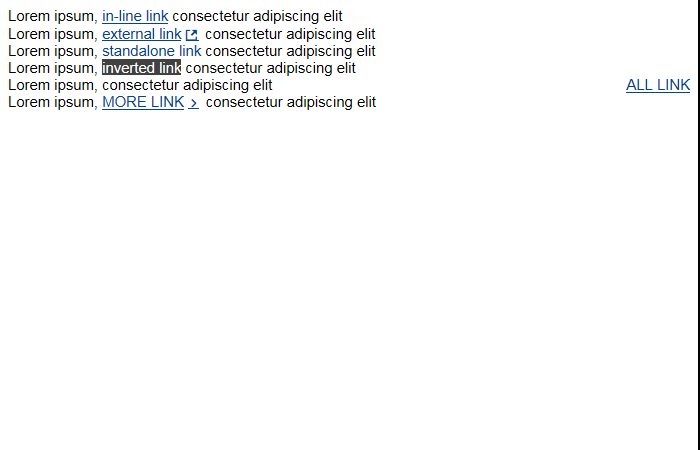 Lorem ipsum, in-line link consectetur adipiscing elit
Lorem ipsum, external link consectetur adipiscing elit
Lorem ipsum, standalone link consectetur adipiscing elit
Lorem ipsum, inverted link consectetur adipiscing elit
Lorem ipsum, consectetur adipiscing elit ALL LINK
Lorem ipsum, MORE LINK consectetur adipiscing elit